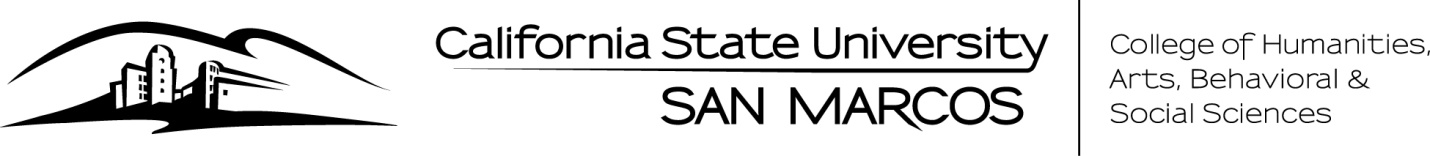 California State University
SAN MARCOS
College of Humanities,
Arts, Behavioral &
Social Sciences